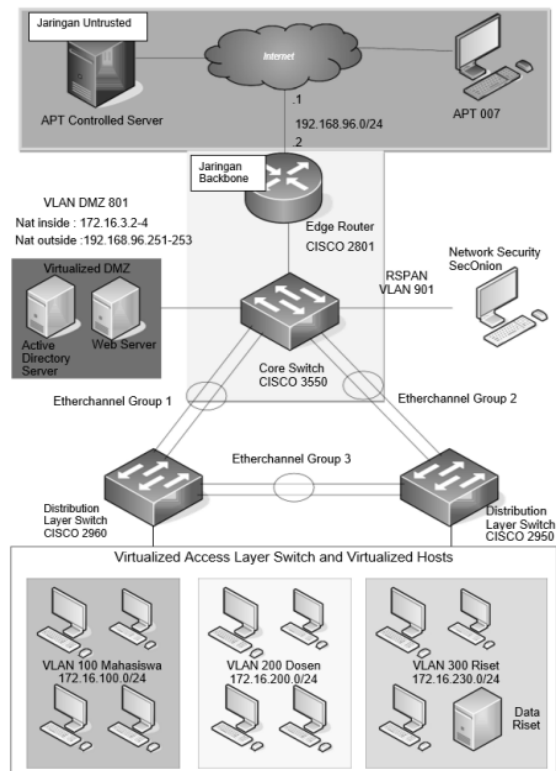 Jaringan Untrusted
Internet
APT Controlled Server
APT 007
.1
192.168.96.0/24
.2
Jaringan
Backbone
VLAN DMZ 801
Nat inside : 172.16.3.2-4
Nat outside :192.168.96.251-253
Edge Router
CISCO 2801
Virtualized DMZ
Active
Directory
Server
Web Server
RSPAN
VLAN 901
Network Security
SecOnion
Core Switch
CISCO 3550
Etherchannel Group 1
Etherchannel Group 2
Etherchannel Group 3
Distribution
Layer Switch
CISCO 2960
Distribution
Layer Switch
CISCO 2950
Virtualized Access Layer Switch and Virtualized Hosts
VLAN 100 Mahasiswa
172.16.100.0/24
VLAN 200 Dosen
172.16.200.0/24
VLAN 300 Riset
172.16.230.0/24
Data
Riset